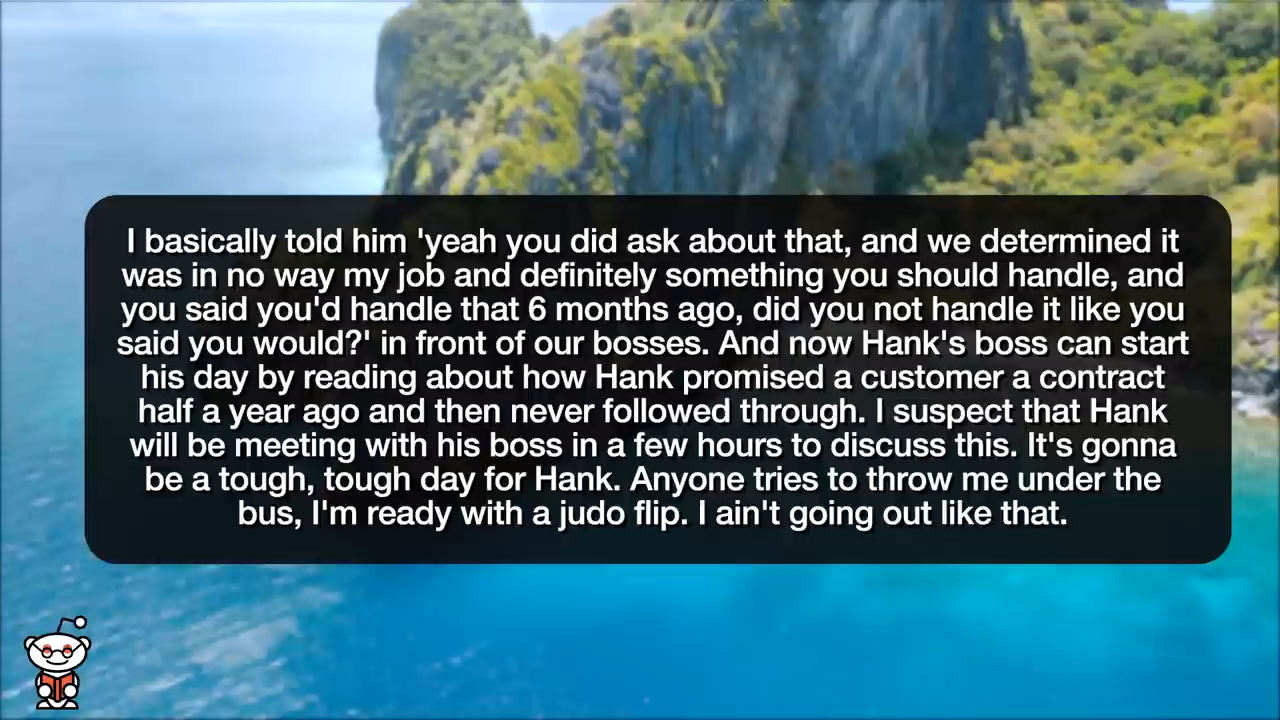 I basically told him 'yeah you did ask about that, and we determined it
was in no way my job and definitely something you should handle, and
you said you'd handle that 6 months ago, did you not handle it like you
said you would?' in front of our bosses. And now Hank's boss can start
his day by reading about how Hank promised a customer a contract
half a year ago and then never followed through. I suspect that Hank
will be meeting with his boss in a few hours to discuss this. It's gonna
be a tough, tough day for Hank. Anyone tries to throw me under the
bus, I'm ready with a judo flip. I ain't going out like that.